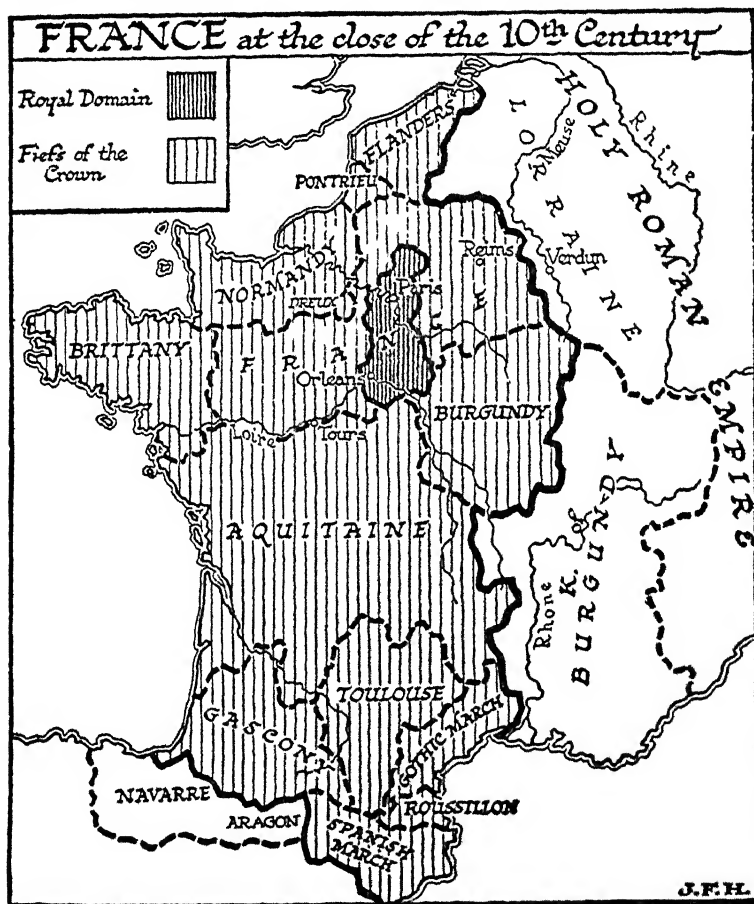 FRANCE at the close of the 10th Century
Royal Domain
Fiefs of the
Crown
FLANDERS
PONTRIEU
LORRAINE
Meuse
HOLY ROMAN
EMPIRE
Rhine
NORMANDY
DREUX
Paris
Reims
Verdun
BRITTANY
FRANCE
Orleans
BURGUNDY
Loire
Tours
AQUITAINE
K. of
BURGUNDY
Rhone
TOULOUSE
GASCONY
GOTHIC MARCH
NAVARRE
ARAGON
ROUSSILLON
SPANISH
MARCH
J.F.H.